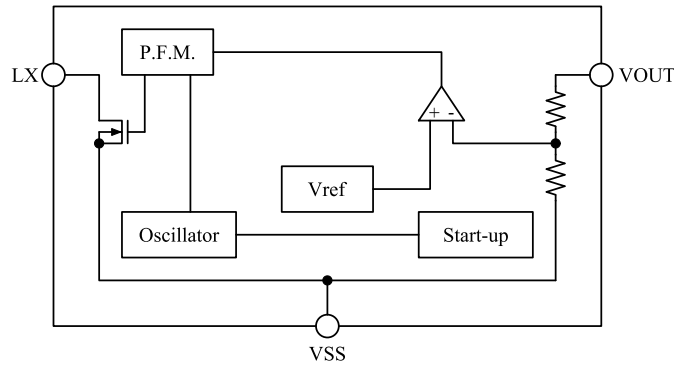 P.F.M.
LX
VOUT
+ -
Vref
Oscillator
Start-up
VSS